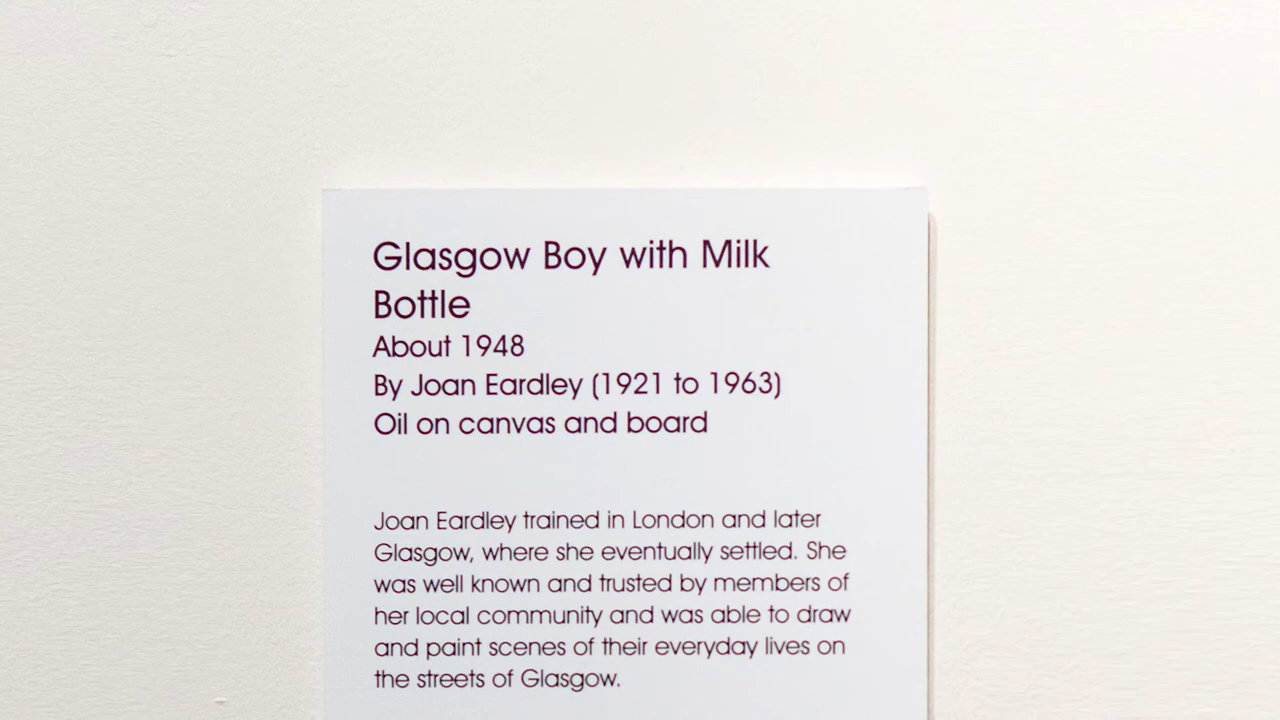 Glasgow Boy with Milk
Bottle
About 1948
By Joan Eardley (1921 to 1963)
Oil on canvas and board
Joan Eardley trained in London and later
Glasgow, where she eventually settled. She
was well known and trusted by members of
her local community and was able to draw
and paint scenes of their everyday lives on
the streets of Glasgow.